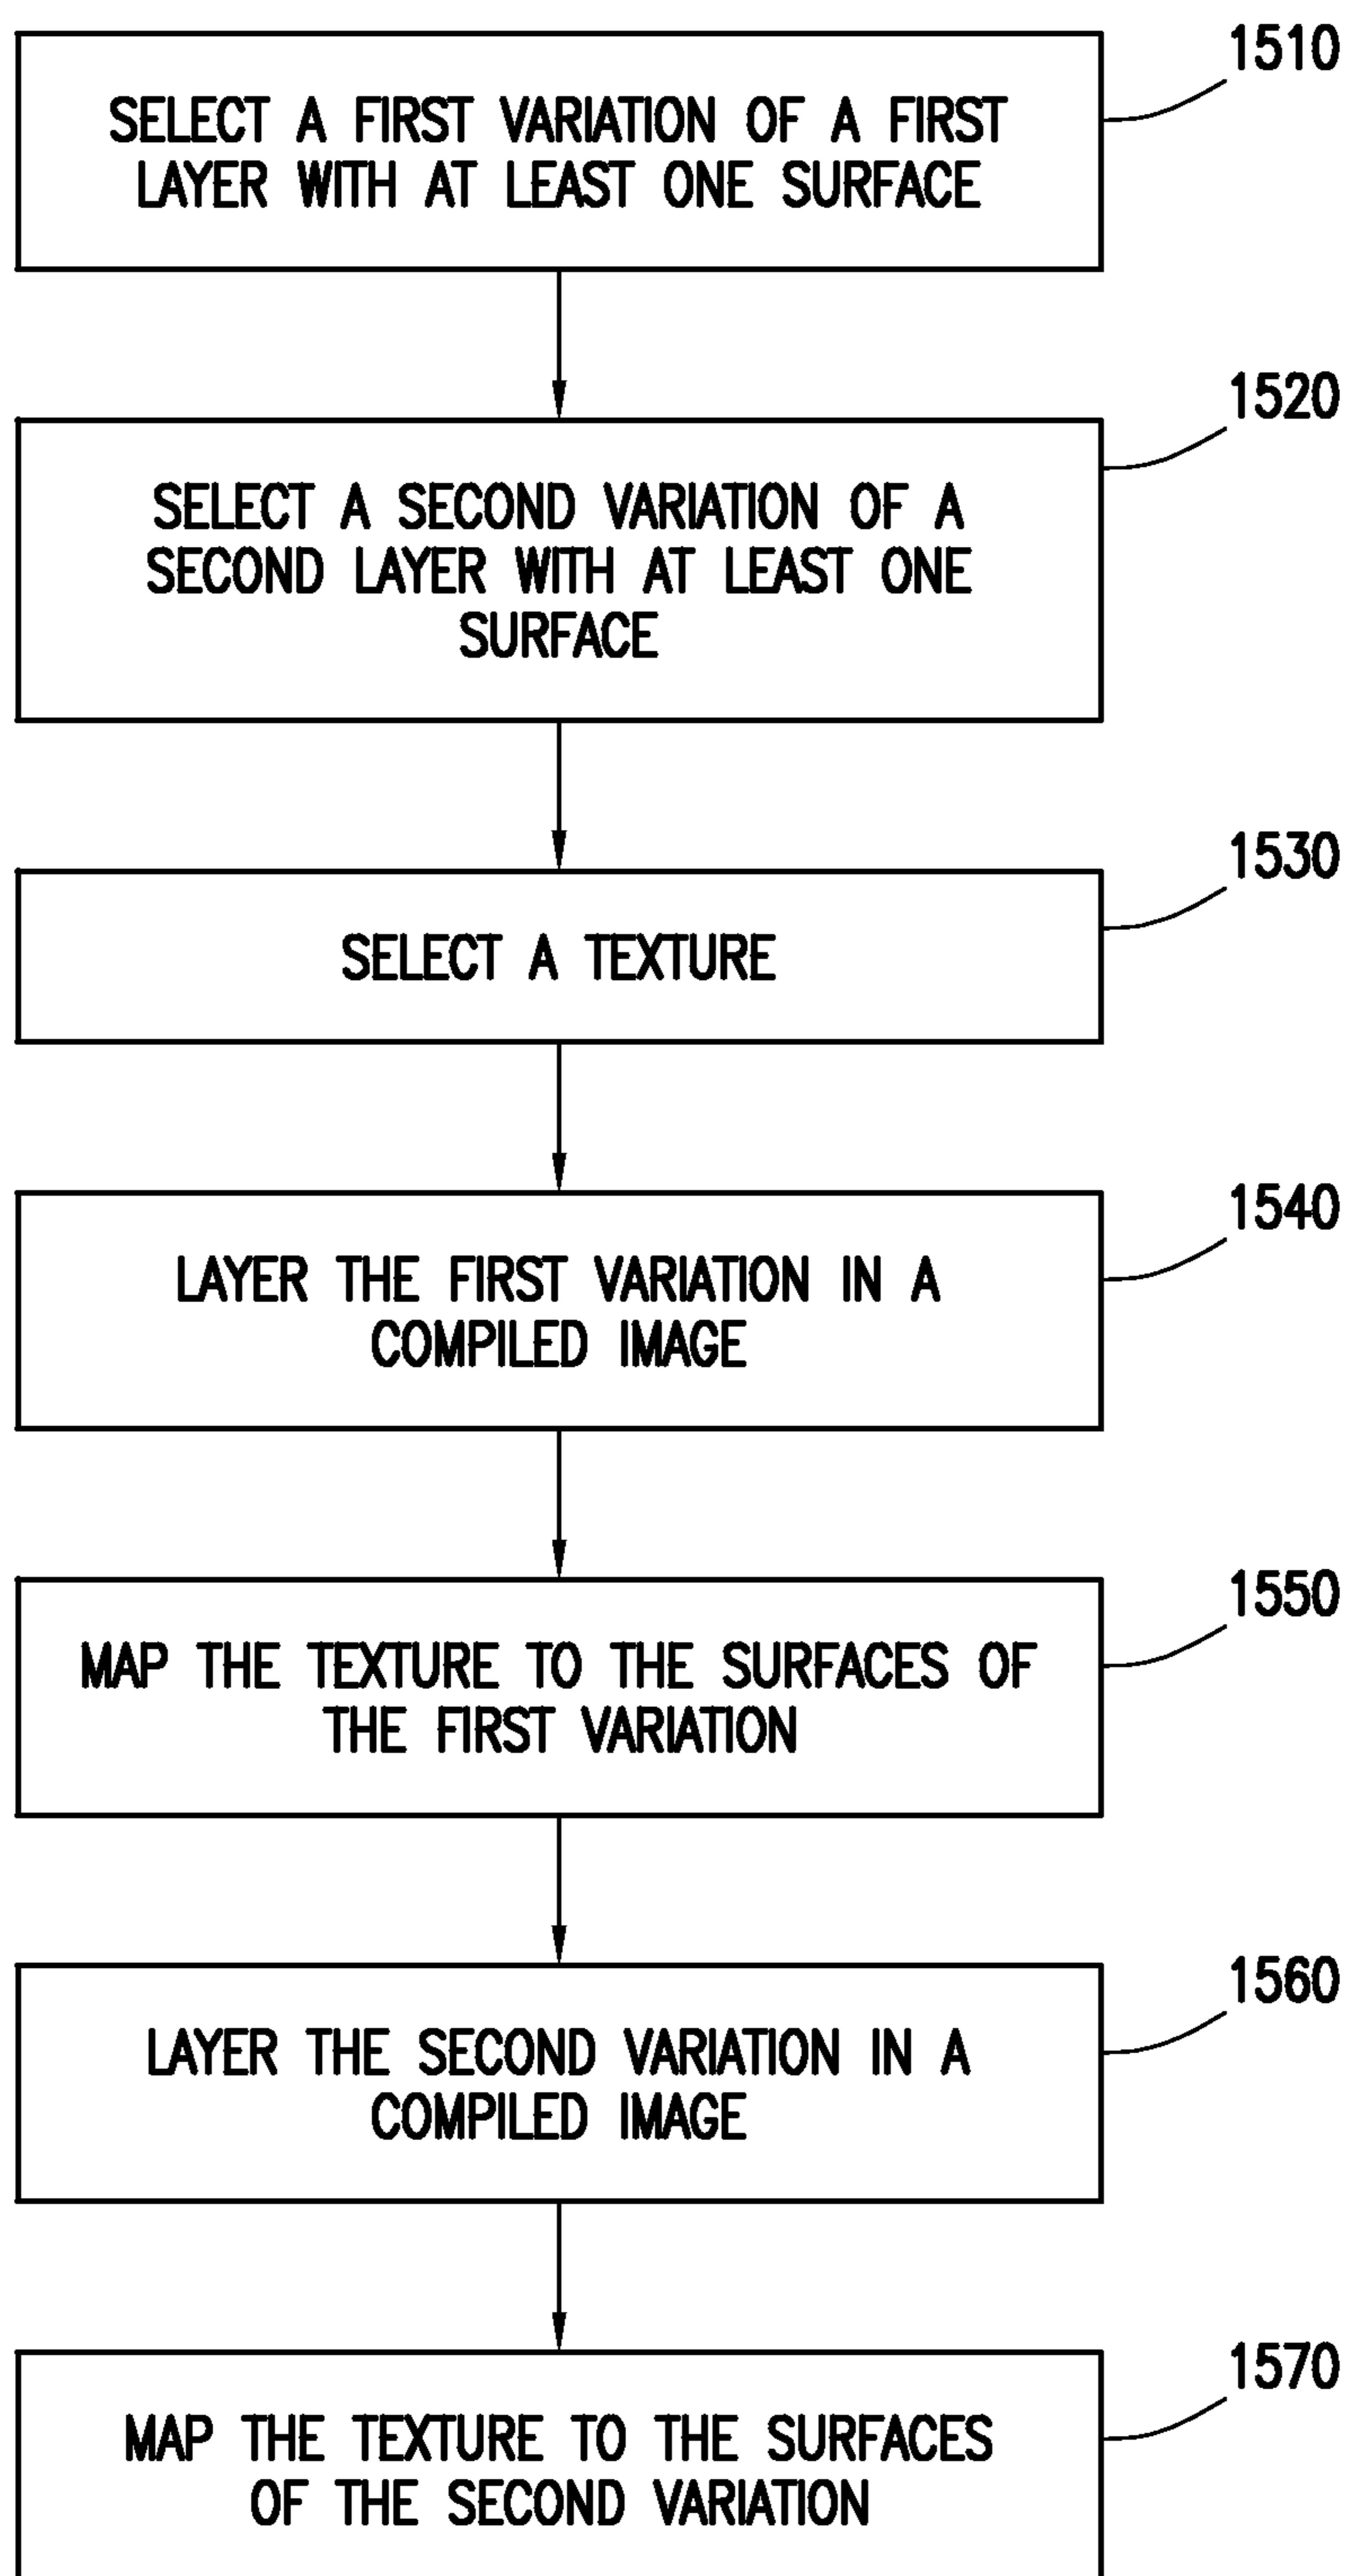 1510
SELECT A FIRST VARIATION OF A FIRST
LAYER WITH AT LEAST ONE SURFACE
1520
SELECT A SECOND VARIATION OF A
SECOND LAYER WITH AT LEAST ONE
SURFACE
1530
SELECT A TEXTURE
1540
LAYER THE FIRST VARIATION IN A
COMPILED IMAGE
1550
MAP THE TEXTURE TO THE SURFACES OF
THE FIRST VARIATION
1560
LAYER THE SECOND VARIATION IN A
COMPILED IMAGE
1570
MAP THE TEXTURE TO THE SURFACES
OF THE SECOND VARIATION